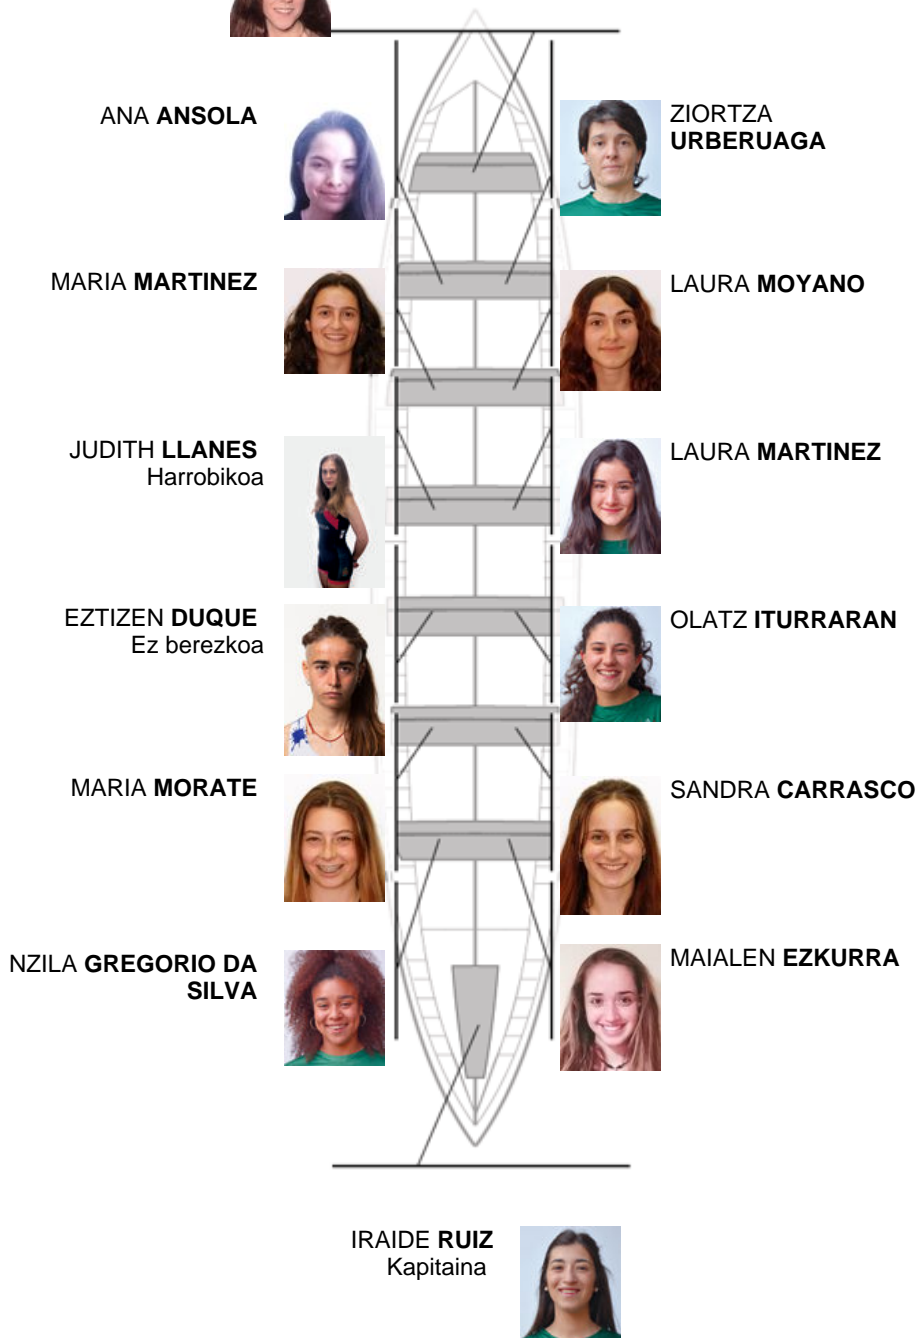 ANA ANSOLA
ZIORTZA
URBERUAGA
MARIA MARTINEZ
LAURA MOYANO
JUDITH LLANES
Harrobikoa
LAURA MARTINEZ
EZTIZEN DUQUE
Ez berezkoa
OLATZ ITURRARAN
MARIA MORATE
SANDRA CARRASCO
NZILA GREGORIO DA
SILVA
MAIALEN EZKURRA
IRAIDE RUIZ
Kapitaina